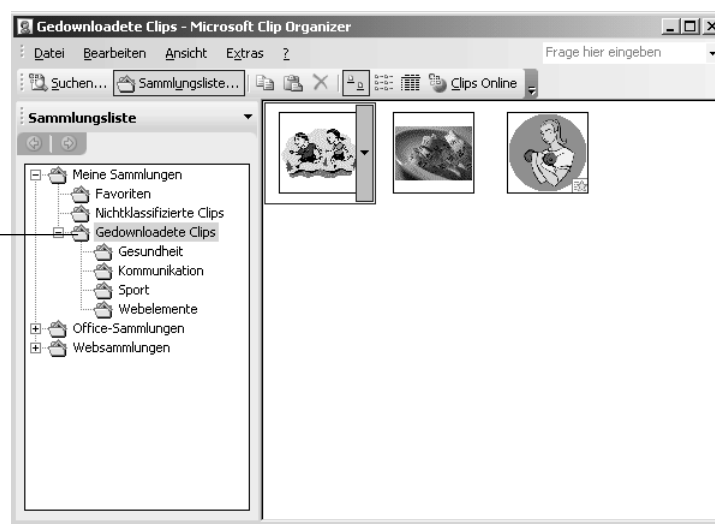 Gedownloadete Clips - Microsoft Clip Organizer
Datei Bearbeiten Ansicht Extras ? Frage hier eingeben
Suchen... Sammlungsliste... Clips Online
Sammlungsliste
Meine Sammlungen
Favoriten
Nichtklassifizierte Clips
Gedownloadete Clips
Gesundheit
Kommunikation
Sport
Webelemente
Office-Sammlungen
Websammlungen